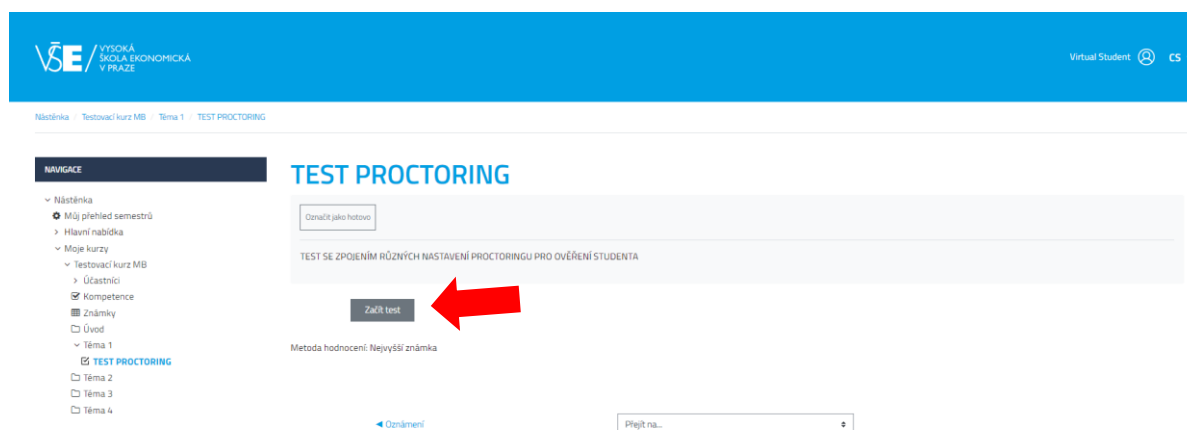 VŠE / VYSOKÁ
ŠKOLA EKONOMICKÁ
V PRAZE
Virtual Student CS
Nástěnka / Testovací kurz MB / Téma 1 / TEST PROCTORING
NAVIGACE
Nástěnka
Můj přehled semestrů
Hlavní nabídka
Moje kurzy
Testovací kurz MB
Účastníci
Kompetence
Známky
Úvod
Téma 1
TEST PROCTORING
Téma 2
Téma 3
Téma 4
TEST PROCTORING
Označit jako hotovo
TEST SE ZPOJENÍM RŮZNÝCH NASTAVENÍ PROCTORINGU PRO OVĚŘENÍ STUDENTA
Začít test
Metoda hodnocení: Nejvyšší známka
◄ Oznámení
Přejít na...